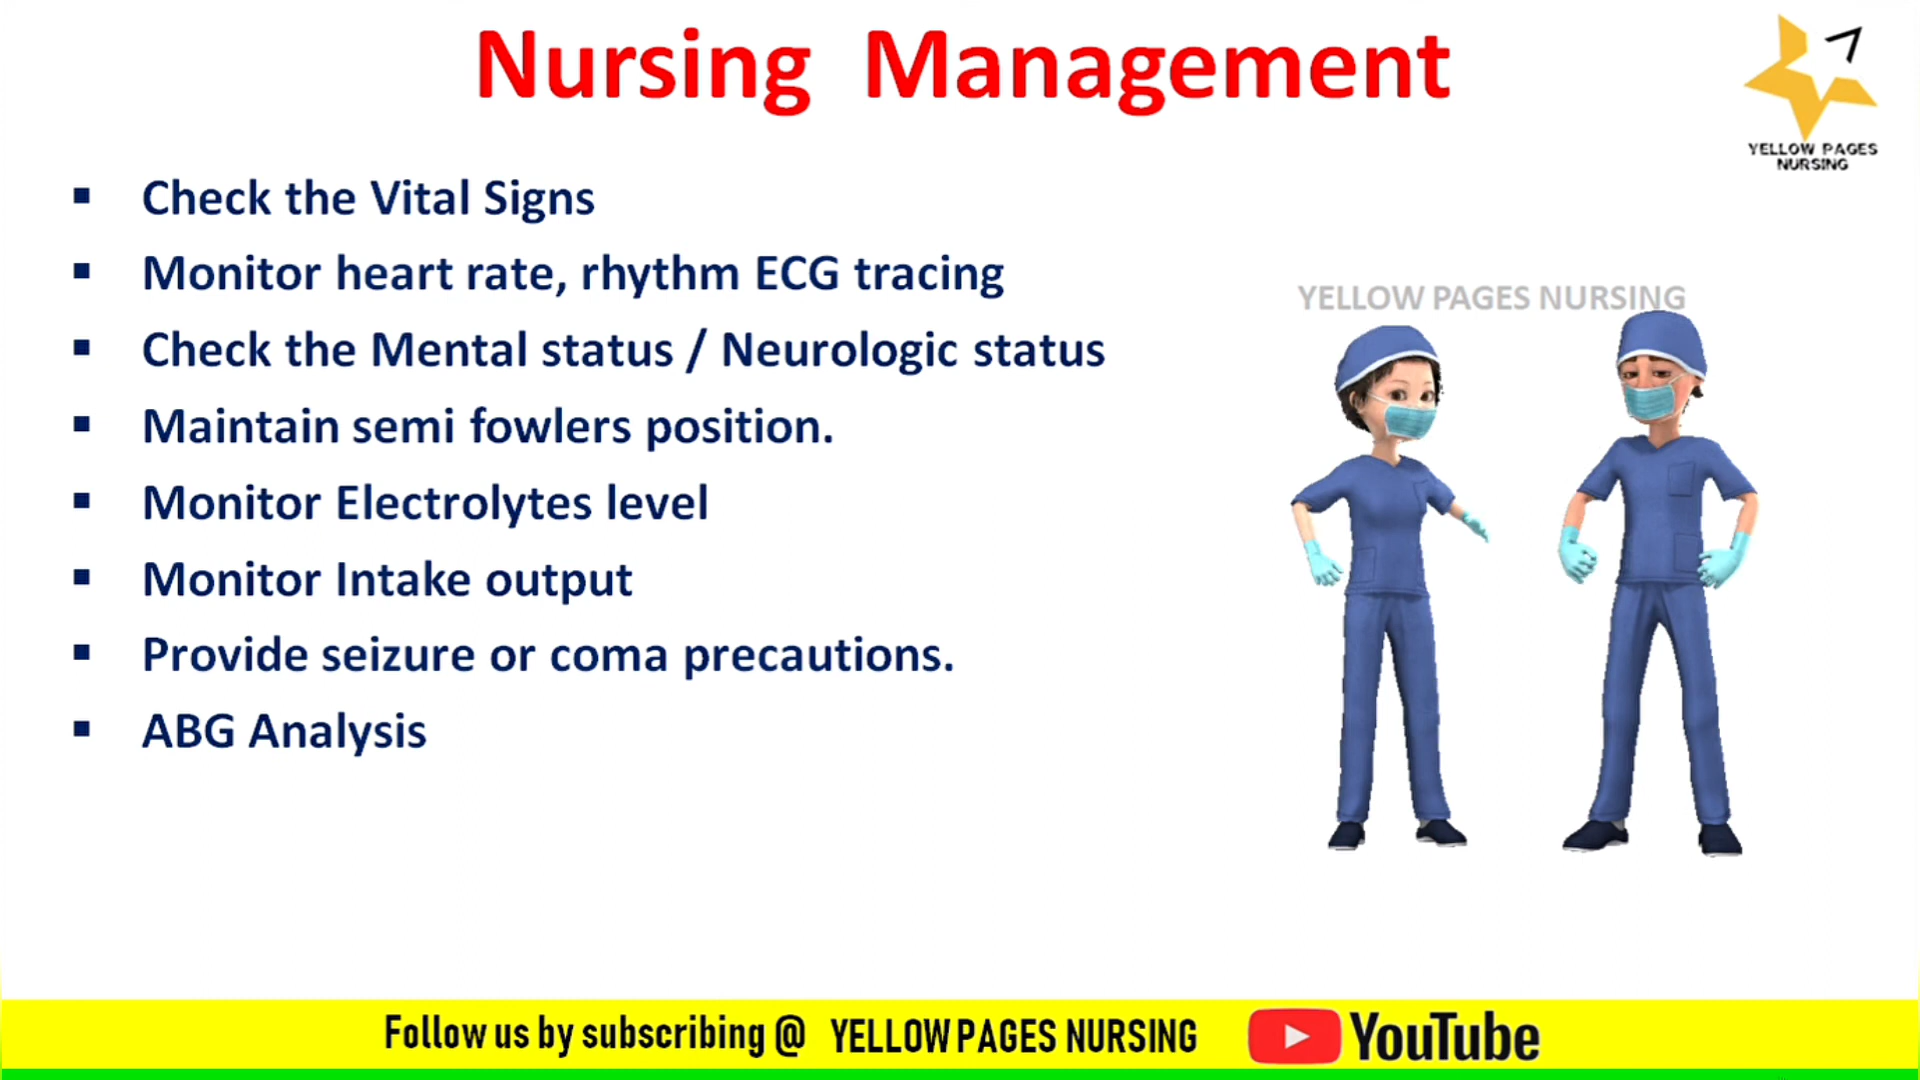 Nursing Management
YELLOW PAGES
NURSING
▪ Check the Vital Signs
▪ Monitor heart rate, rhythm ECG tracing
▪ Check the Mental status / Neurologic status
▪ Maintain semi fowlers position.
▪ Monitor Electrolytes level
▪ Monitor Intake output
▪ Provide seizure or coma precautions.
▪ ABG Analysis
YELLOW PAGES NURSING
Follow us by subscribing @ YELLOW PAGES NURSING YouTube